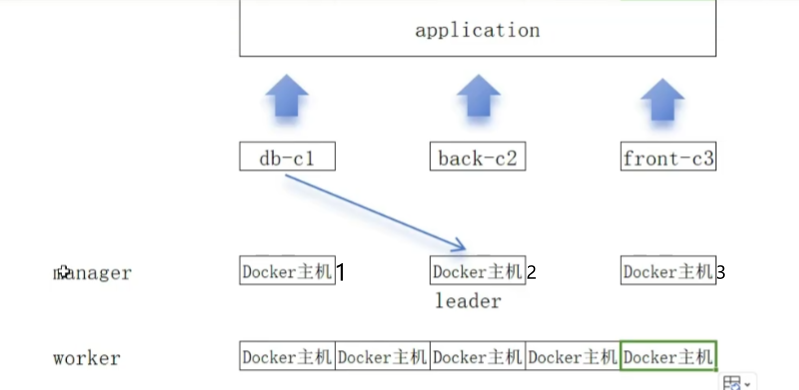 application
db-c1 back-c2 front-c3
manager Docker主机1 Docker主机2 Docker主机3
leader
worker Docker主机 Docker主机 Docker主机 Docker主机 Docker主机